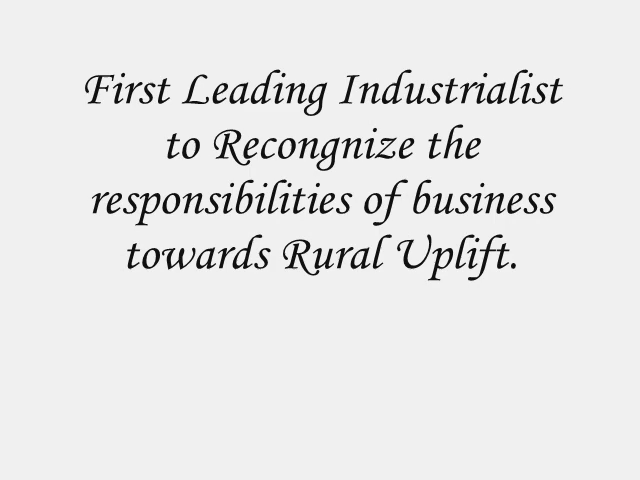 First Leading Industrialist
to Recongnize the
responsibilities of business
towards Rural Uplift.